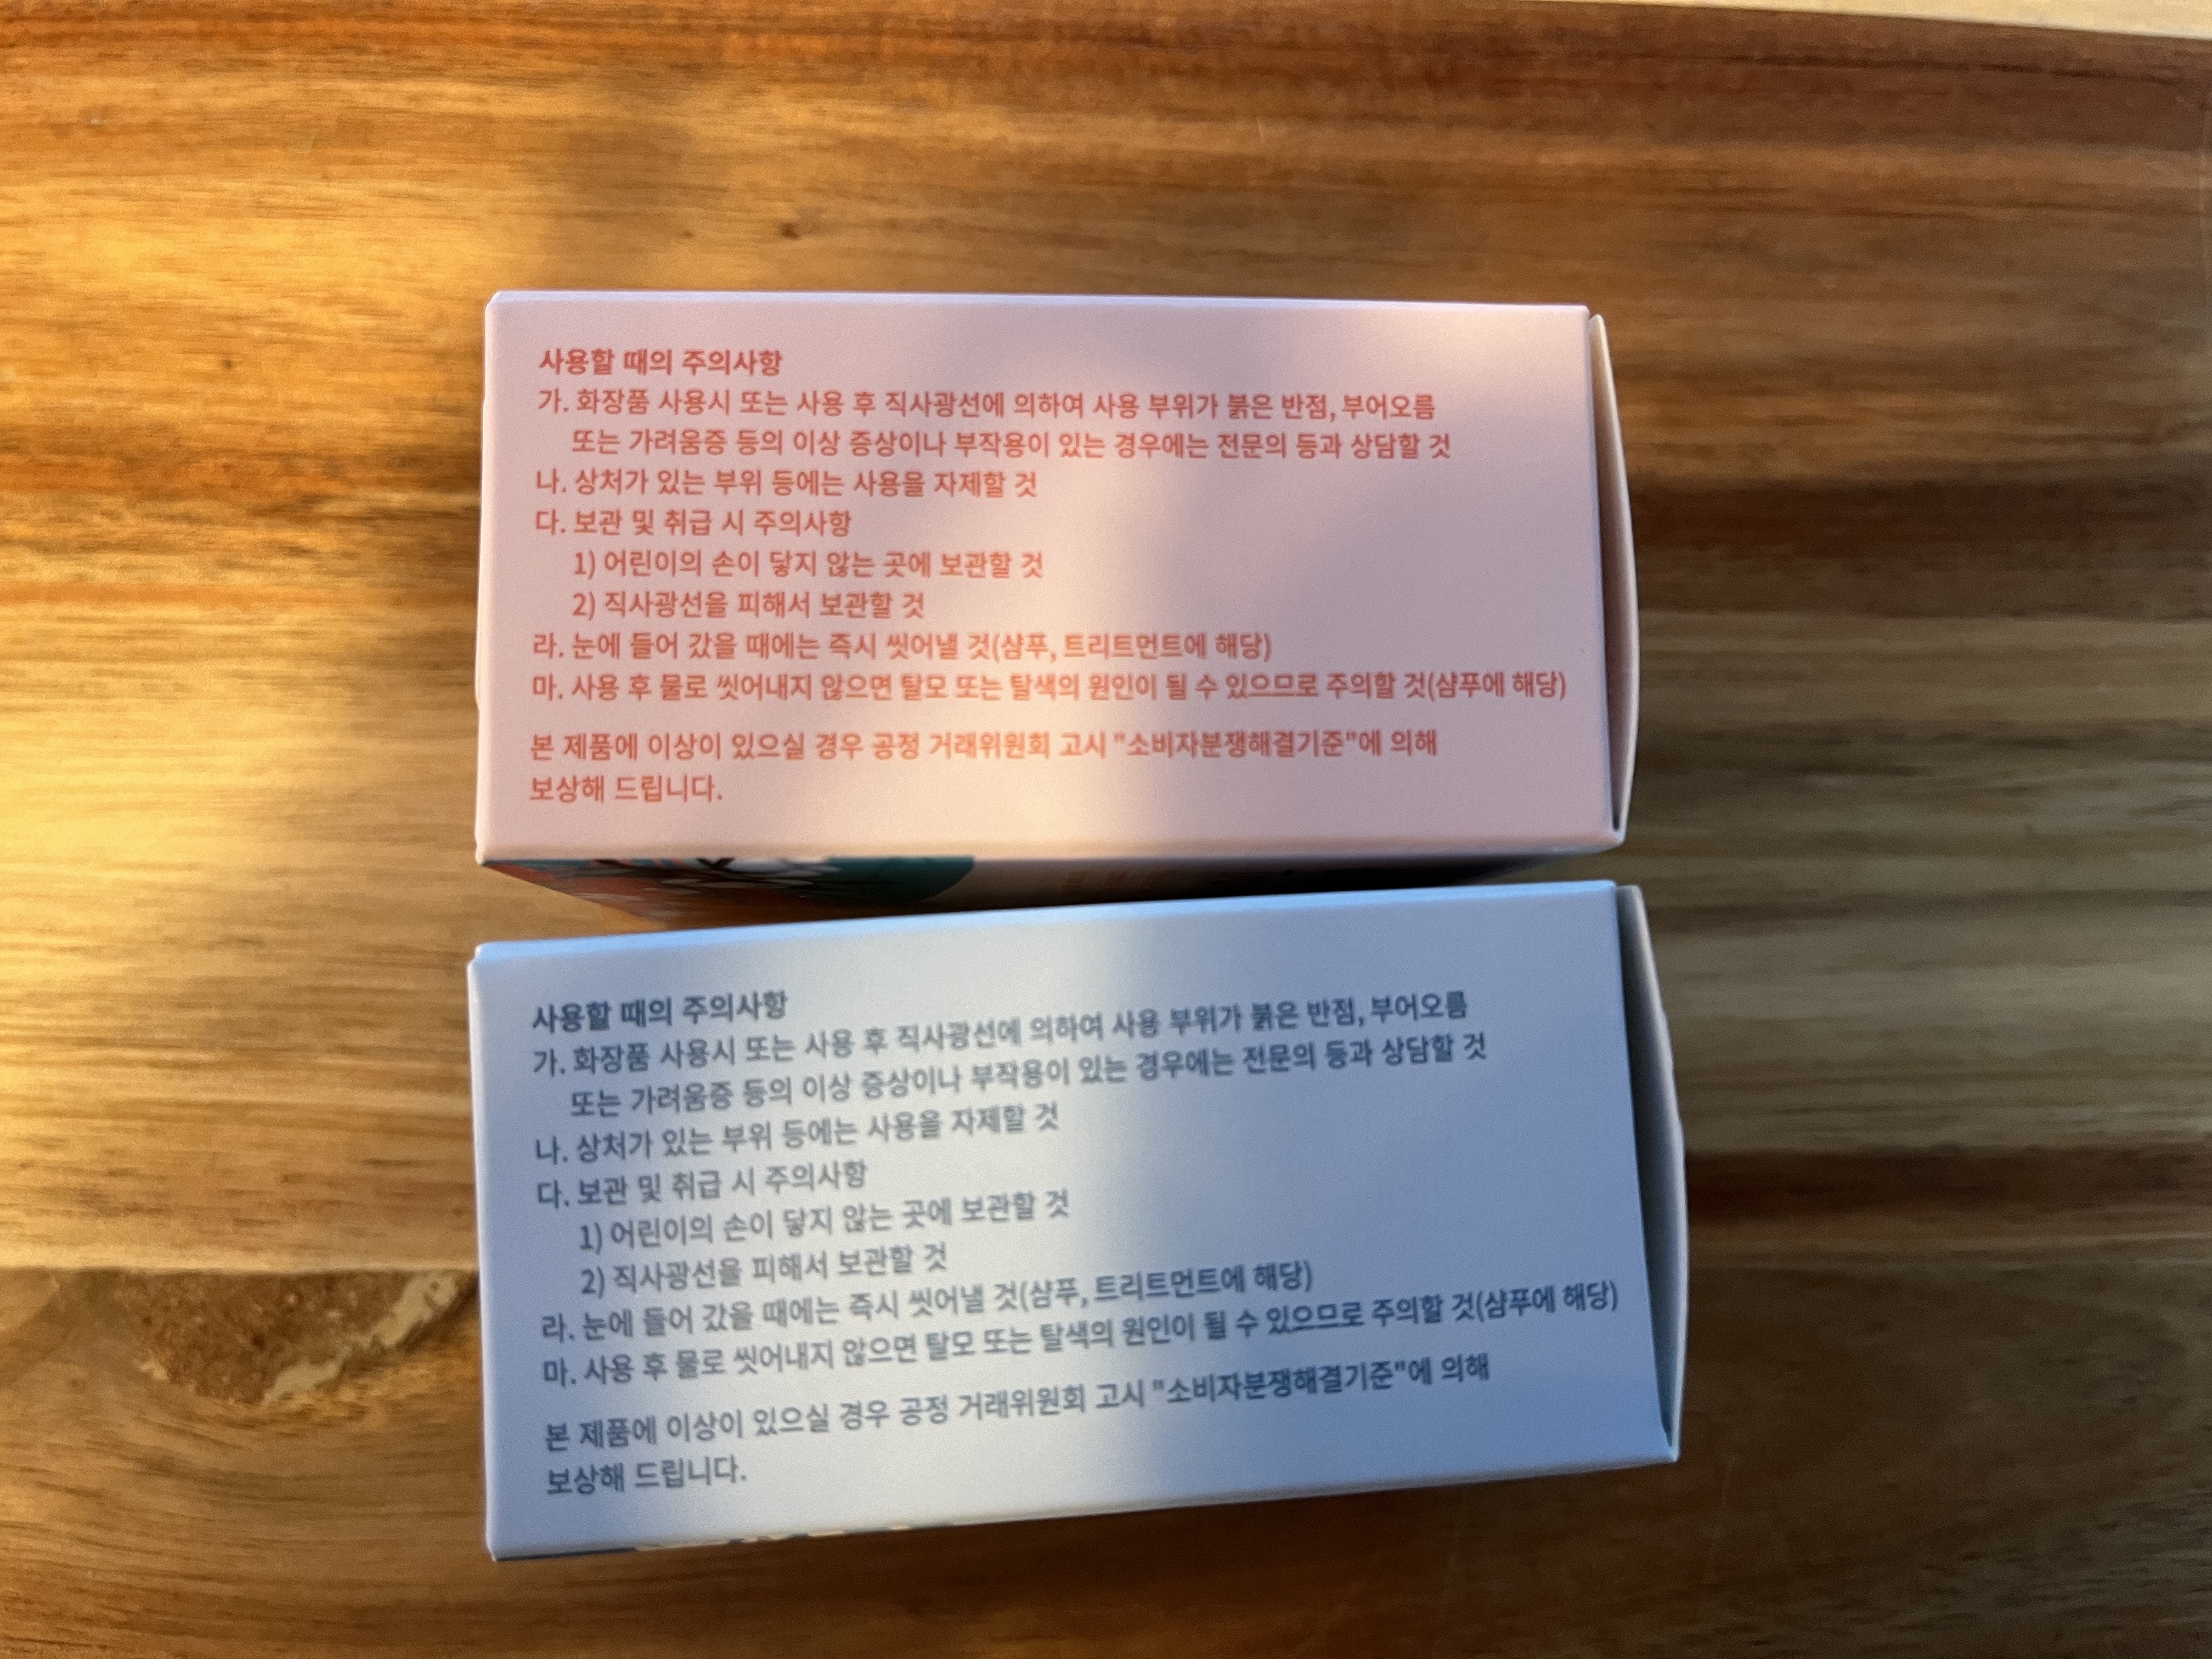 사용할 때의 주의사항
가. 화장품 사용시 또는 사용 후 직사광선에 의하여 사용 부위가 붉은 반점, 부어오름
또는 가려움증 등의 이상 증상이나 부작용이 있는 경우에는 전문의 등과 상담할 것
나. 상처가 있는 부위 등에는 사용을 자제할 것
다. 보관 및 취급 시 주의사항
1) 어린이의 손이 닿지 않는 곳에 보관할 것
2) 직사광선을 피해서 보관할 것
라. 눈에 들어 갔을 때에는 즉시 씻어낼 것(샴푸, 트리트먼트에 해당)
마. 사용 후 물로 씻어내지 않으면 탈모 또는 탈색의 원인이 될 수 있으므로 주의할 것(샴푸에 해당)
본 제품에 이상이 있으실 경우 공정 거래위원회 고시 "소비자분쟁해결기준"에 의해
보상해 드립니다.
사용할 때의 주의사항
가. 화장품 사용시 또는 사용 후 직사광선에 의하여 사용 부위가 붉은 반점, 부어오름
또는 가려움증 등의 이상 증상이나 부작용이 있는 경우에는 전문의 등과 상담할 것
나. 상처가 있는 부위 등에는 사용을 자제할 것
다. 보관 및 취급 시 주의사항
1) 어린이의 손이 닿지 않는 곳에 보관할 것
2) 직사광선을 피해서 보관할 것
라. 눈에 들어 갔을 때에는 즉시 씻어낼 것(샴푸, 트리트먼트에 해당)
마. 사용 후 물로 씻어내지 않으면 탈모 또는 탈색의 원인이 될 수 있으므로 주의할 것(샴푸에 해당)
본 제품에 이상이 있으실 경우 공정 거래위원회 고시 "소비자분쟁해결기준"에 의해
보상해 드립니다.